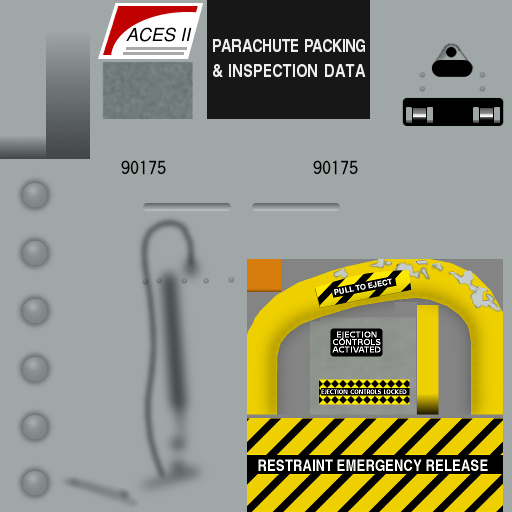 ACES II
PARACHUTE PACKING
& INSPECTION DATA
90175
90175
PULL TO EJECT
EJECTION
CONTROLS
ACTIVATED
EJECTION CONTROLS LOCKED
RESTRAINT EMERGENCY RELEASE